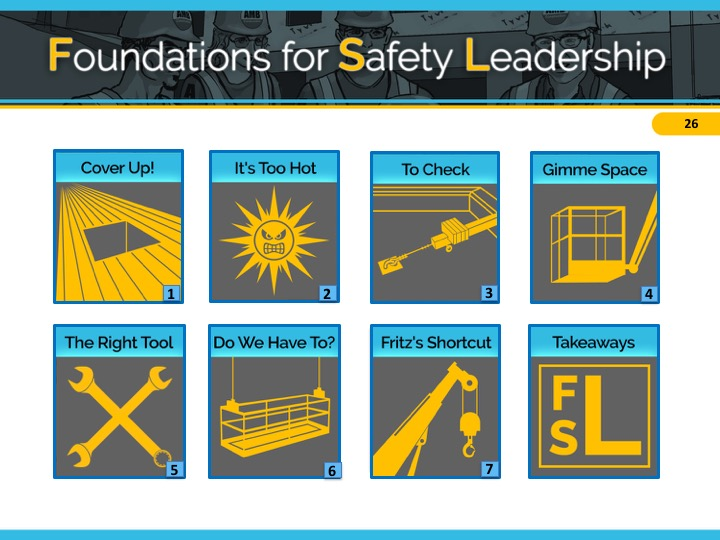 Foundations for Safety Leadership
26
Cover Up!
1
It's Too Hot
2
To Check
3
Gimme Space
4
The Right Tool
5
Do We Have To?
6
Fritz's Shortcut
7
Takeaways
F
S
L